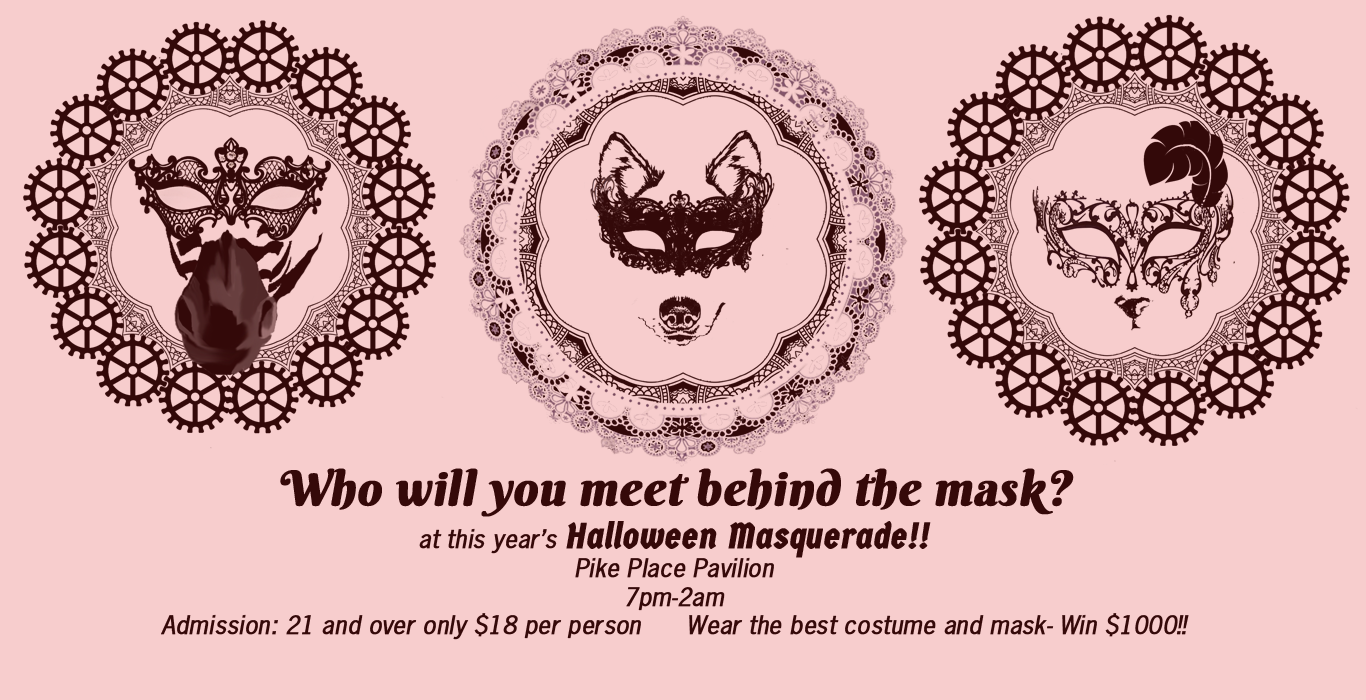 Who will you meet behind the mask?
at this year's Halloween Masquerade!!
Pike Place Pavilion
7pm-2am
Admission: 21 and over only $18 per person Wear the best costume and mask- Win $1000!!